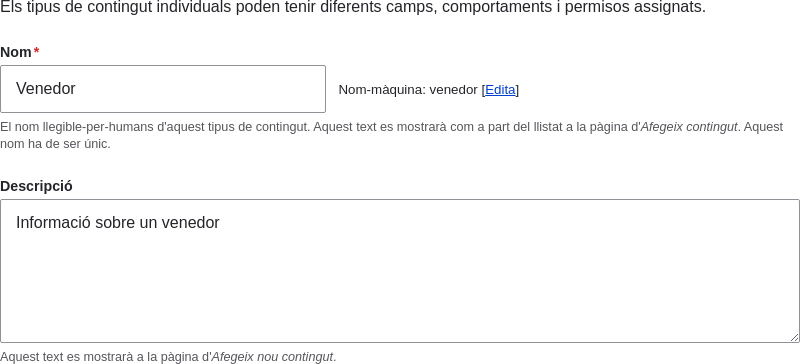 Els tipus de contingut individuals poden tenir diferents camps, comportaments i permisos assignats.
Nom*
Venedor
Nom-màquina: venedor [Edita]
El nom llegible-per-humans d'aquest tipus de contingut. Aquest text es mostrarà com a part del llistat a la pàgina d'Afegeix contingut. Aquest
nom ha de ser únic.
Descripció
Informació sobre un venedor
Aquest text es mostrarà a la pàgina d'Afegeix nou contingut.